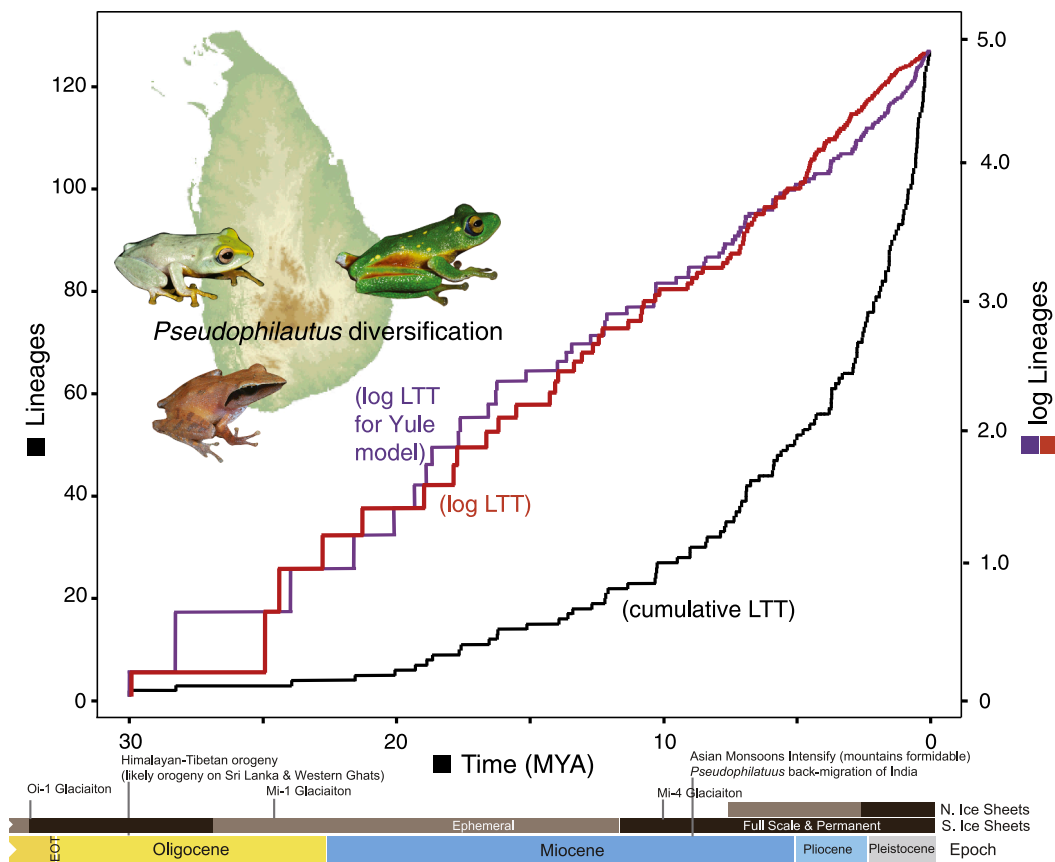 120
100
80
60
40
20
0
Lineages
5.0
4.0
3.0
2.0
1.0
0
log Lineages
Pseudophilautus diversification
(log LTT
for Yule
model)
(log LTT)
(cumulative LTT)
30
20
10
0
Time (MYA)
Himalayan-Tibetan orogeny
(likely orogeny on Sri Lanka & Western Ghats)
Asian Monsoons Intensify (mountains formidable)
Pseudophilatuus back-migration of India
Oi-1 Glaciaiton
Mi-1 Glaciaiton
Mi-4 Glaciaiton
N. Ice Sheets
Ephemeral
Full Scale & Permanent
S. Ice Sheets
EOT
Oligocene
Miocene
Pliocene
Pleistocene
Epoch